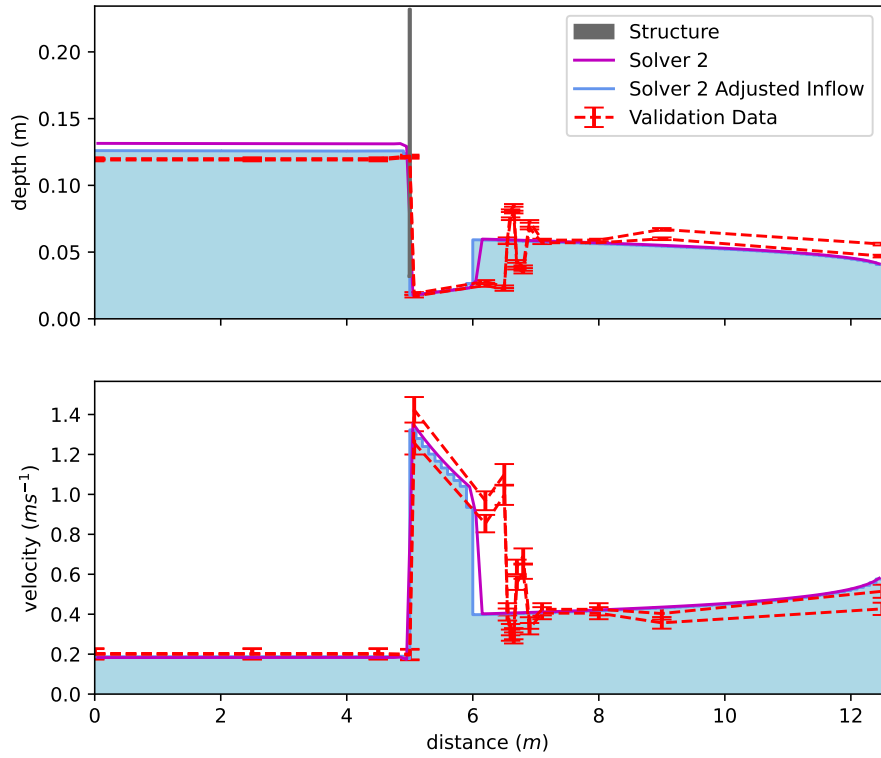 0.20
0.15
0.10
0.05
0.00
depth (m)
Structure
Solver 2
Solver 2 Adjusted Inflow
Validation Data
1.4
1.2
1.0
0.8
0.6
0.4
0.2
0.0
velocity (ms⁻¹)
0 2 4 6 8 10 12
distance (m)